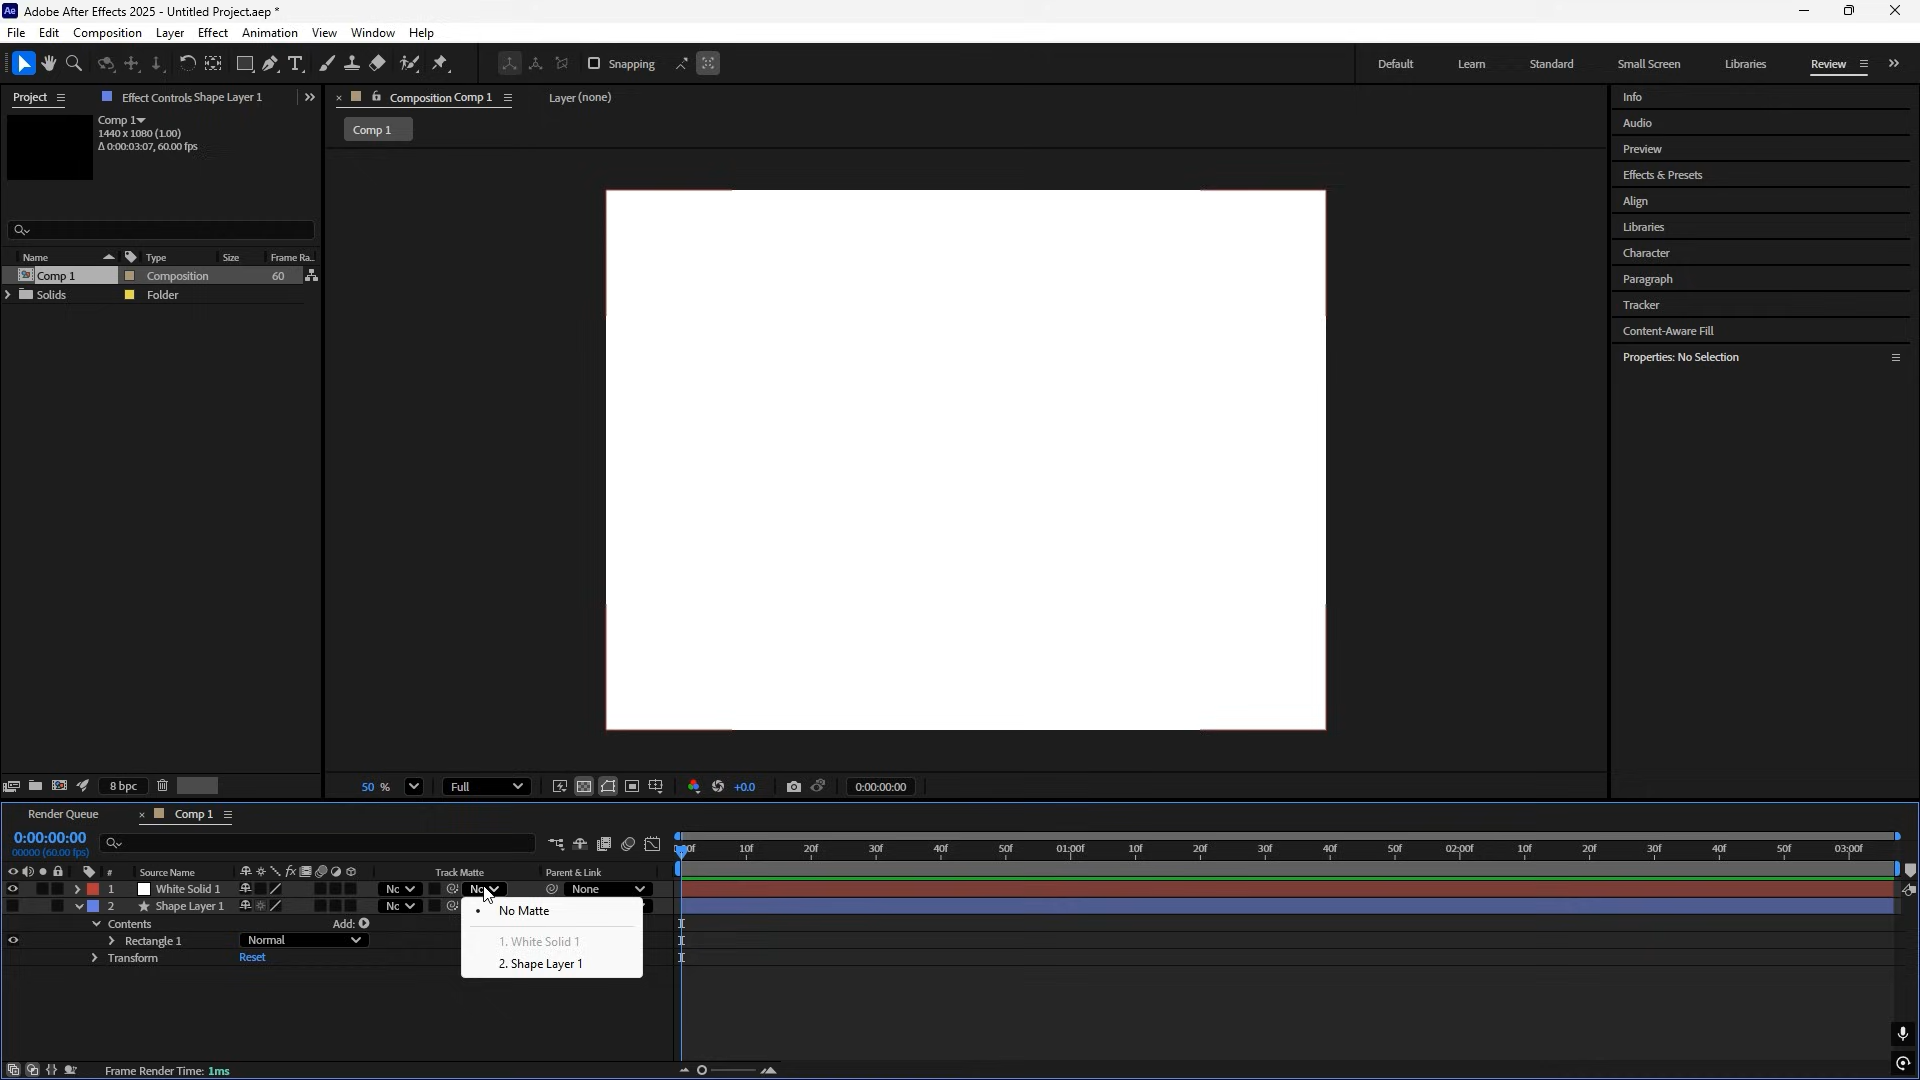 Ae Adobe After Effects 2025 - Untitled Project.aep *
File Edit Composition Layer Effect Animation View Window Help
Snapping
Default Learn Standard Small Screen Libraries Review
Project Effect Controls Shape Layer 1 Composition Comp 1 Layer (none)
Comp 1
1440 x 1080 (1.00)
Δ 0:00:03:07, 60.00 fps
Comp 1
Info
Audio
Preview
Effects & Presets
Align
Libraries
Character
Paragraph
Tracker
Content-Aware Fill
Properties: No Selection
Name Type Size Frame Ra..
Comp 1 Composition 60
Solids Folder
8 bpc
50 % Full +0.0 0:00:00:00
Render Queue Comp 1
0:00:00:00
00000 (60.00 fps)
10f 20f 30f 40f 50f 01:00f 10f 20f 30f 40f 50f 02:00f 10f 20f 30f 40f 50f 03:00f
# Source Name fx Track Matte Parent & Link
1 White Solid 1 Nc None
2 Shape Layer 1 Nc
Contents Add:
Rectangle 1 Normal
Transform Reset
No Matte
1. White Solid 1
2. Shape Layer 1
Frame Render Time: 1ms